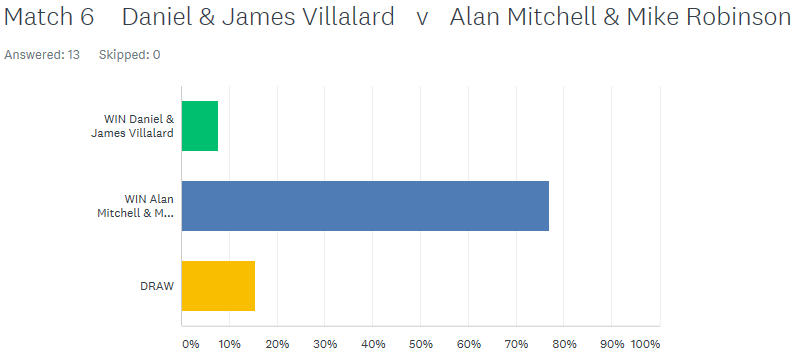 Match 6 Daniel & James Villalard v Alan Mitchell & Mike Robinson
Answered: 13 Skipped: 0
WIN Daniel &
James Villalard
WIN Alan
Mitchell & M...
DRAW
0% 10% 20% 30% 40% 50% 60% 70% 80% 90% 100%